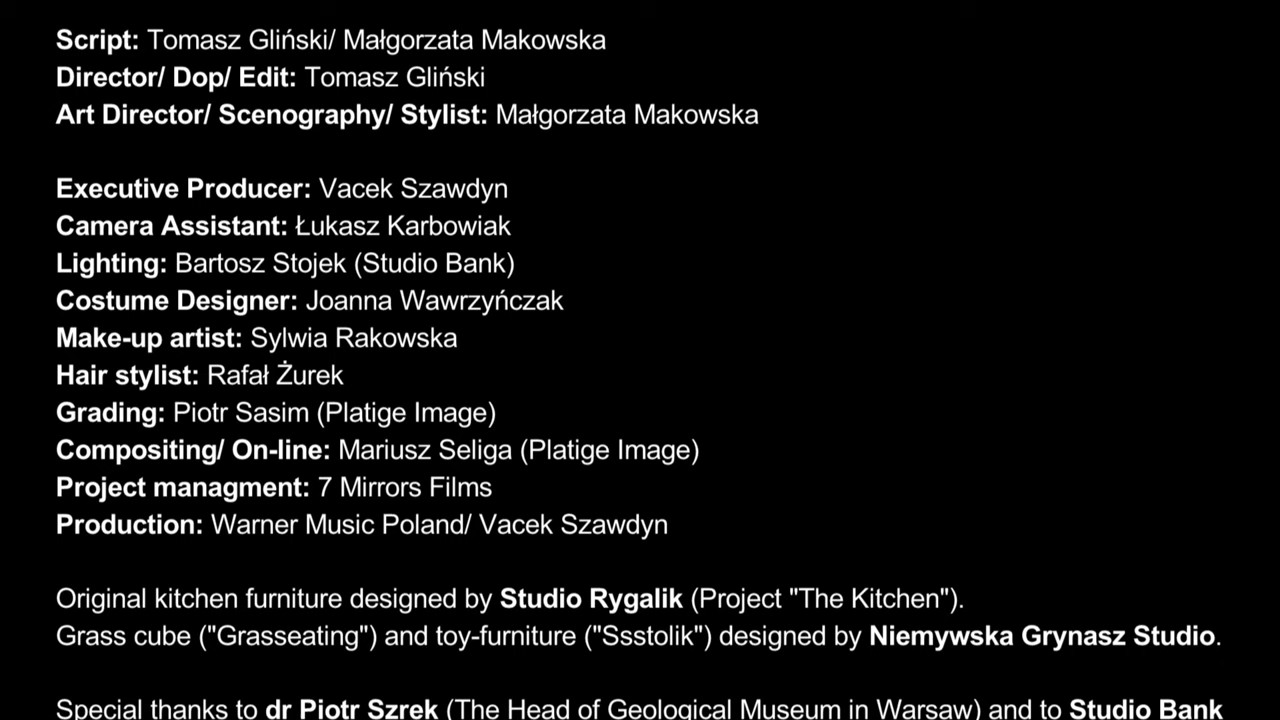 Script: Tomasz Gliński/ Małgorzata Makowska
Director/ Dop/ Edit: Tomasz Gliński
Art Director/ Scenography/ Stylist: Małgorzata Makowska
Executive Producer: Vacek Szawdyn
Camera Assistant: Łukasz Karbowiak
Lighting: Bartosz Stojek (Studio Bank)
Costume Designer: Joanna Wawrzyńczak
Make-up artist: Sylwia Rakowska
Hair stylist: Rafał Żurek
Grading: Piotr Sasim (Platige Image)
Compositing/ On-line: Mariusz Seliga (Platige Image)
Project managment: 7 Mirrors Films
Production: Warner Music Poland/ Vacek Szawdyn
Original kitchen furniture designed by Studio Rygalik (Project "The Kitchen").
Grass cube ("Grasseating") and toy-furniture ("Ssstolik") designed by Niemywska Grynasz Studio.
Special thanks to dr Piotr Szrek (The Head of Geological Museum in Warsaw) and to Studio Bank